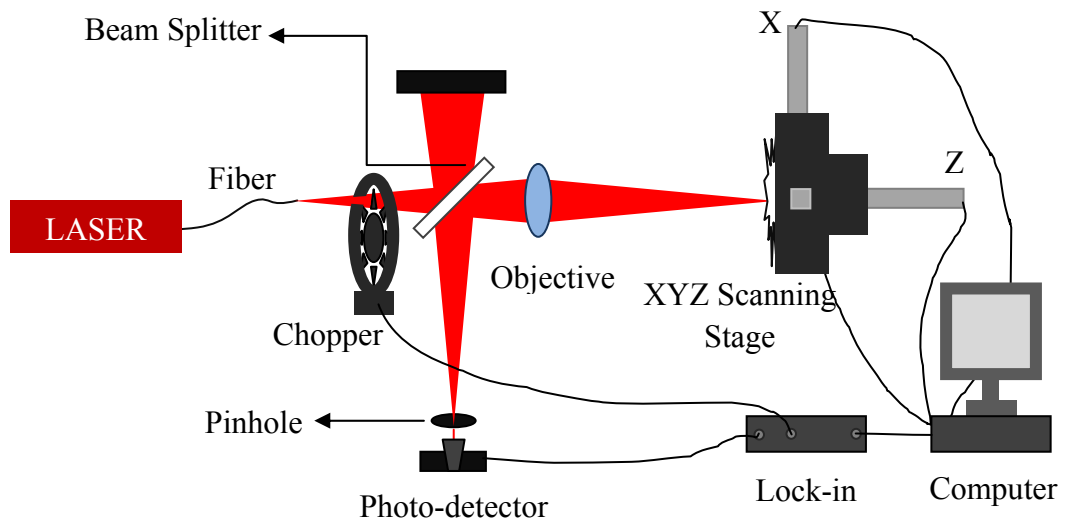 Beam Splitter
X
Z
Fiber
LASER
Objective
XYZ Scanning
Stage
Chopper
Pinhole
Photo-detector
Lock-in
Computer